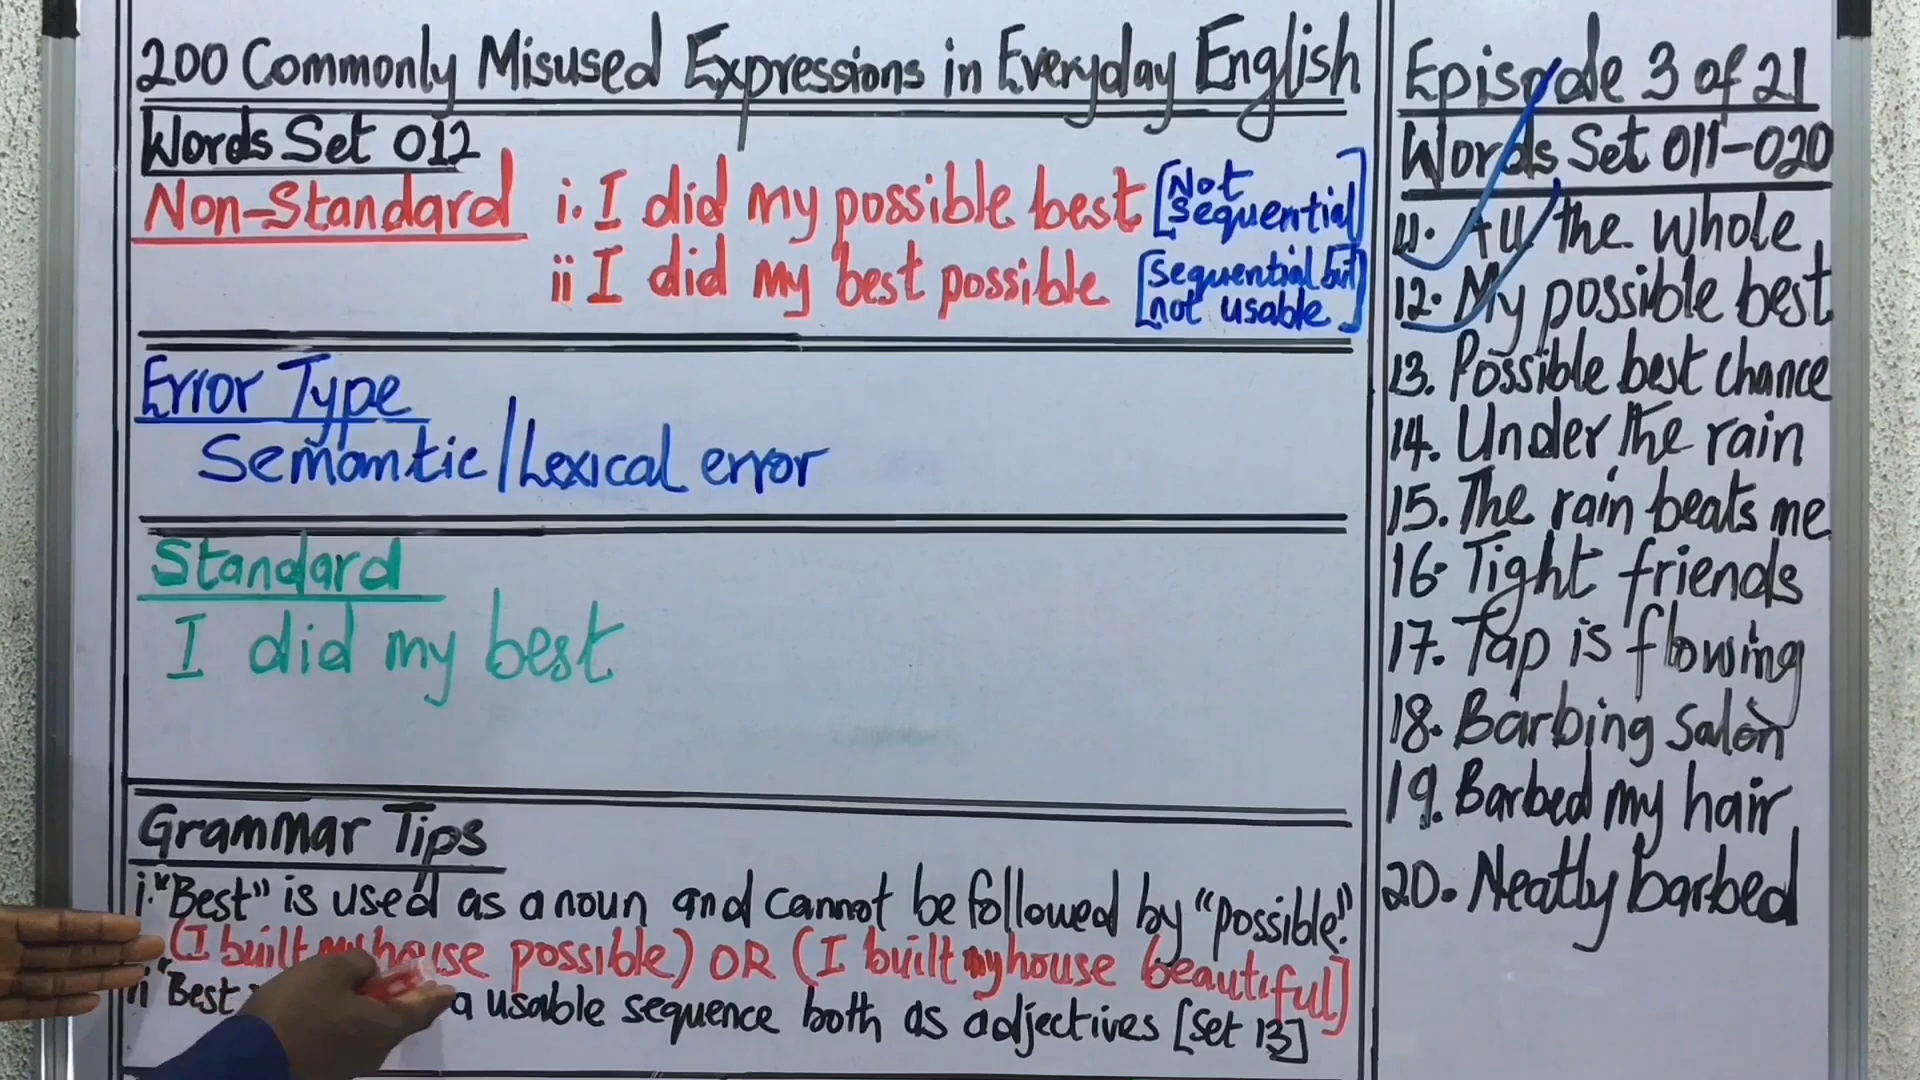 200 Commonly Misused Expressions in Everyday English
Words Set 012
Non-Standard i. I did my possible best [Not Sequential]
ii I did my best possible [Sequential but not usable]
Error Type
Semantic/Lexical error
Standard
I did my best
Grammar Tips
i. "Best" is used as a noun and cannot be followed by "possible."
(I built my house possible) OR (I built my house beautiful]
ii "Best a usable sequence both as adjectives [Set 13]
Episode 3 of 21
Words Set 011-020
11. All the whole
12. My possible best
13. Possible best chance
14. Under the rain
15. The rain beats me
16. Tight friends
17. Tap is flowing
18. Barbing Salon
19. Barbed my hair
20. Neatly barbed